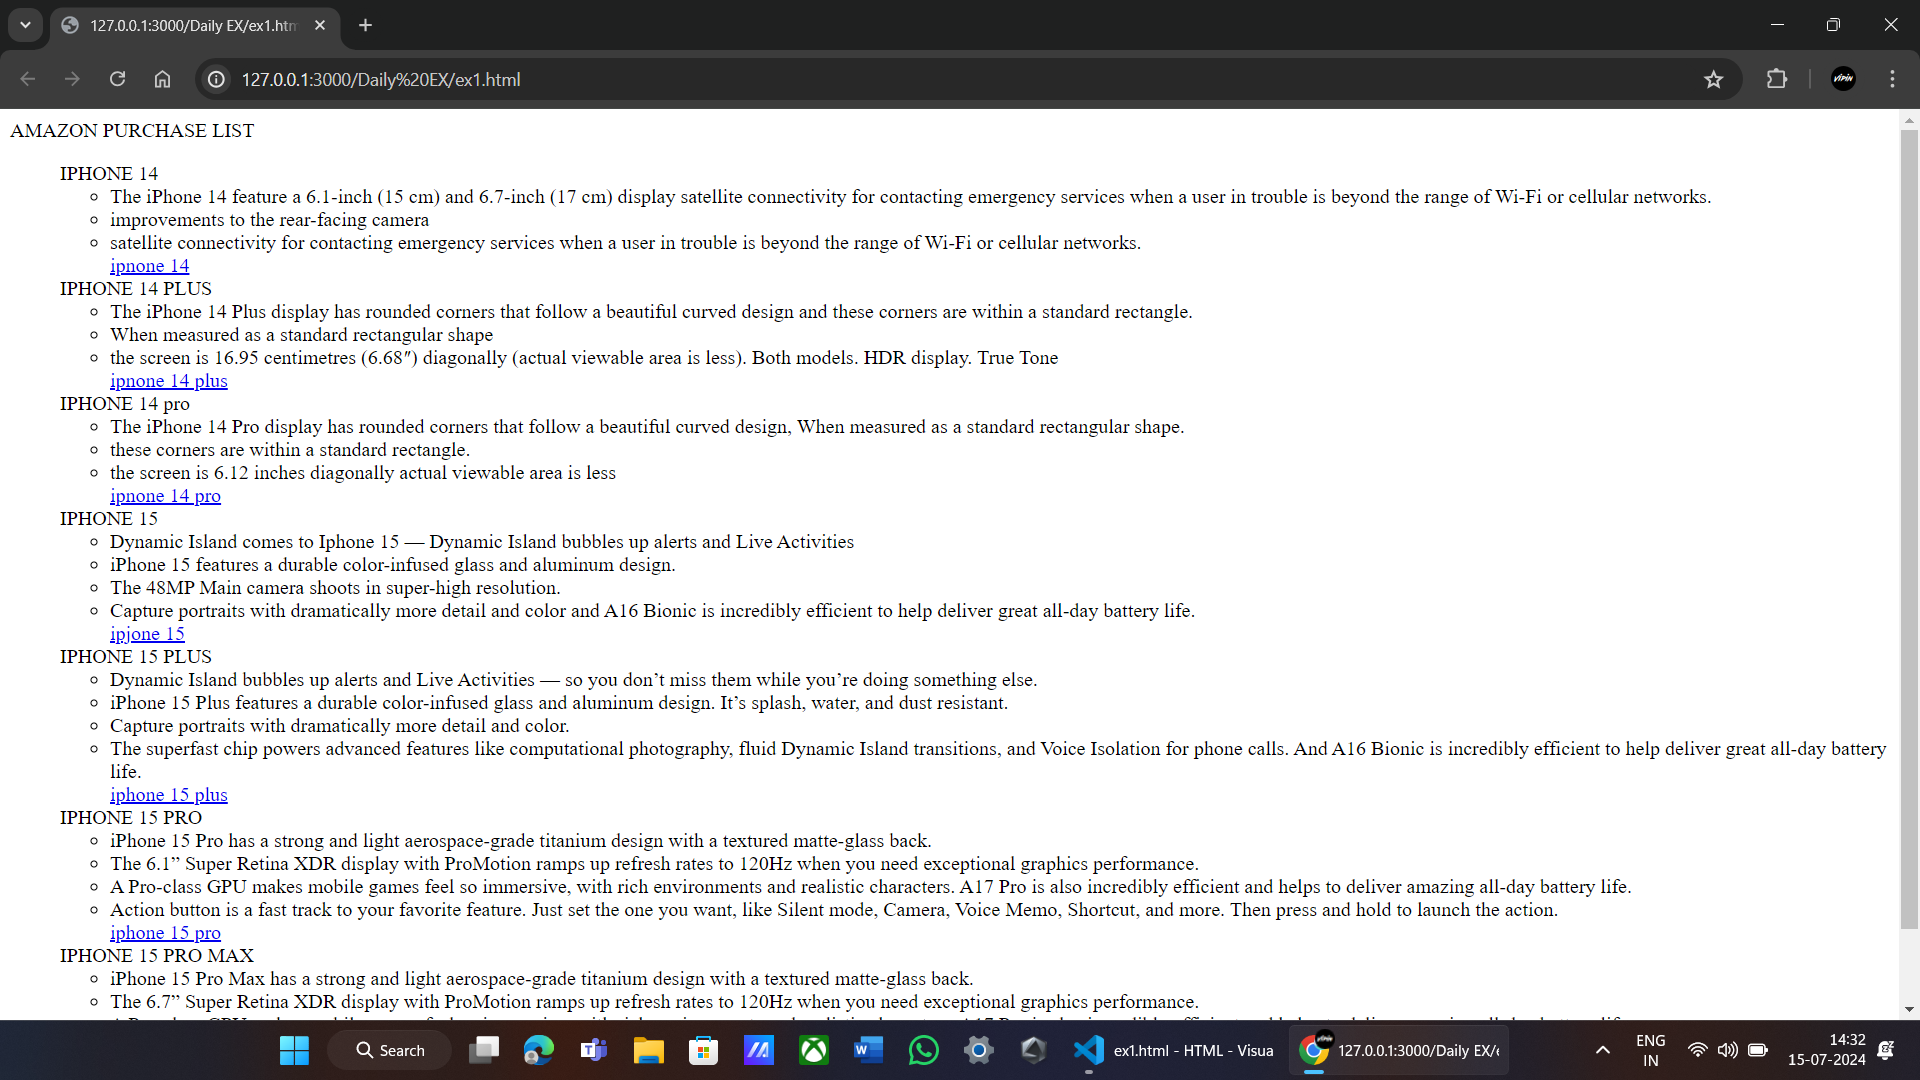 127.0.0.1:3000/Daily EX/ex1.htm
127.0.0.1:3000/Daily%20EX/ex1.html
vipin
AMAZON PURCHASE LIST
IPHONE 14
The iPhone 14 feature a 6.1-inch (15 cm) and 6.7-inch (17 cm) display satellite connectivity for contacting emergency services when a user in trouble is beyond the range of Wi-Fi or cellular networks.
improvements to the rear-facing camera
satellite connectivity for contacting emergency services when a user in trouble is beyond the range of Wi-Fi or cellular networks.
ipnone 14
IPHONE 14 PLUS
The iPhone 14 Plus display has rounded corners that follow a beautiful curved design and these corners are within a standard rectangle.
When measured as a standard rectangular shape
the screen is 16.95 centimetres (6.68″) diagonally (actual viewable area is less). Both models. HDR display. True Tone
ipnone 14 plus
IPHONE 14 pro
The iPhone 14 Pro display has rounded corners that follow a beautiful curved design, When measured as a standard rectangular shape.
these corners are within a standard rectangle.
the screen is 6.12 inches diagonally actual viewable area is less
ipnone 14 pro
IPHONE 15
Dynamic Island comes to Iphone 15 — Dynamic Island bubbles up alerts and Live Activities
iPhone 15 features a durable color-infused glass and aluminum design.
The 48MP Main camera shoots in super-high resolution.
Capture portraits with dramatically more detail and color and A16 Bionic is incredibly efficient to help deliver great all-day battery life.
ipjone 15
IPHONE 15 PLUS
Dynamic Island bubbles up alerts and Live Activities — so you don’t miss them while you’re doing something else.
iPhone 15 Plus features a durable color-infused glass and aluminum design. It’s splash, water, and dust resistant.
Capture portraits with dramatically more detail and color.
The superfast chip powers advanced features like computational photography, fluid Dynamic Island transitions, and Voice Isolation for phone calls. And A16 Bionic is incredibly efficient to help deliver great all-day battery
life.
iphone 15 plus
IPHONE 15 PRO
iPhone 15 Pro has a strong and light aerospace-grade titanium design with a textured matte-glass back.
The 6.1” Super Retina XDR display with ProMotion ramps up refresh rates to 120Hz when you need exceptional graphics performance.
A Pro-class GPU makes mobile games feel so immersive, with rich environments and realistic characters. A17 Pro is also incredibly efficient and helps to deliver amazing all-day battery life.
Action button is a fast track to your favorite feature. Just set the one you want, like Silent mode, Camera, Voice Memo, Shortcut, and more. Then press and hold to launch the action.
iphone 15 pro
IPHONE 15 PRO MAX
iPhone 15 Pro Max has a strong and light aerospace-grade titanium design with a textured matte-glass back.
The 6.7” Super Retina XDR display with ProMotion ramps up refresh rates to 120Hz when you need exceptional graphics performance.
Search
ex1.html - HTML - Visua
127.0.0.1:3000/Daily EX/e
ENG
IN
14:32
15-07-2024